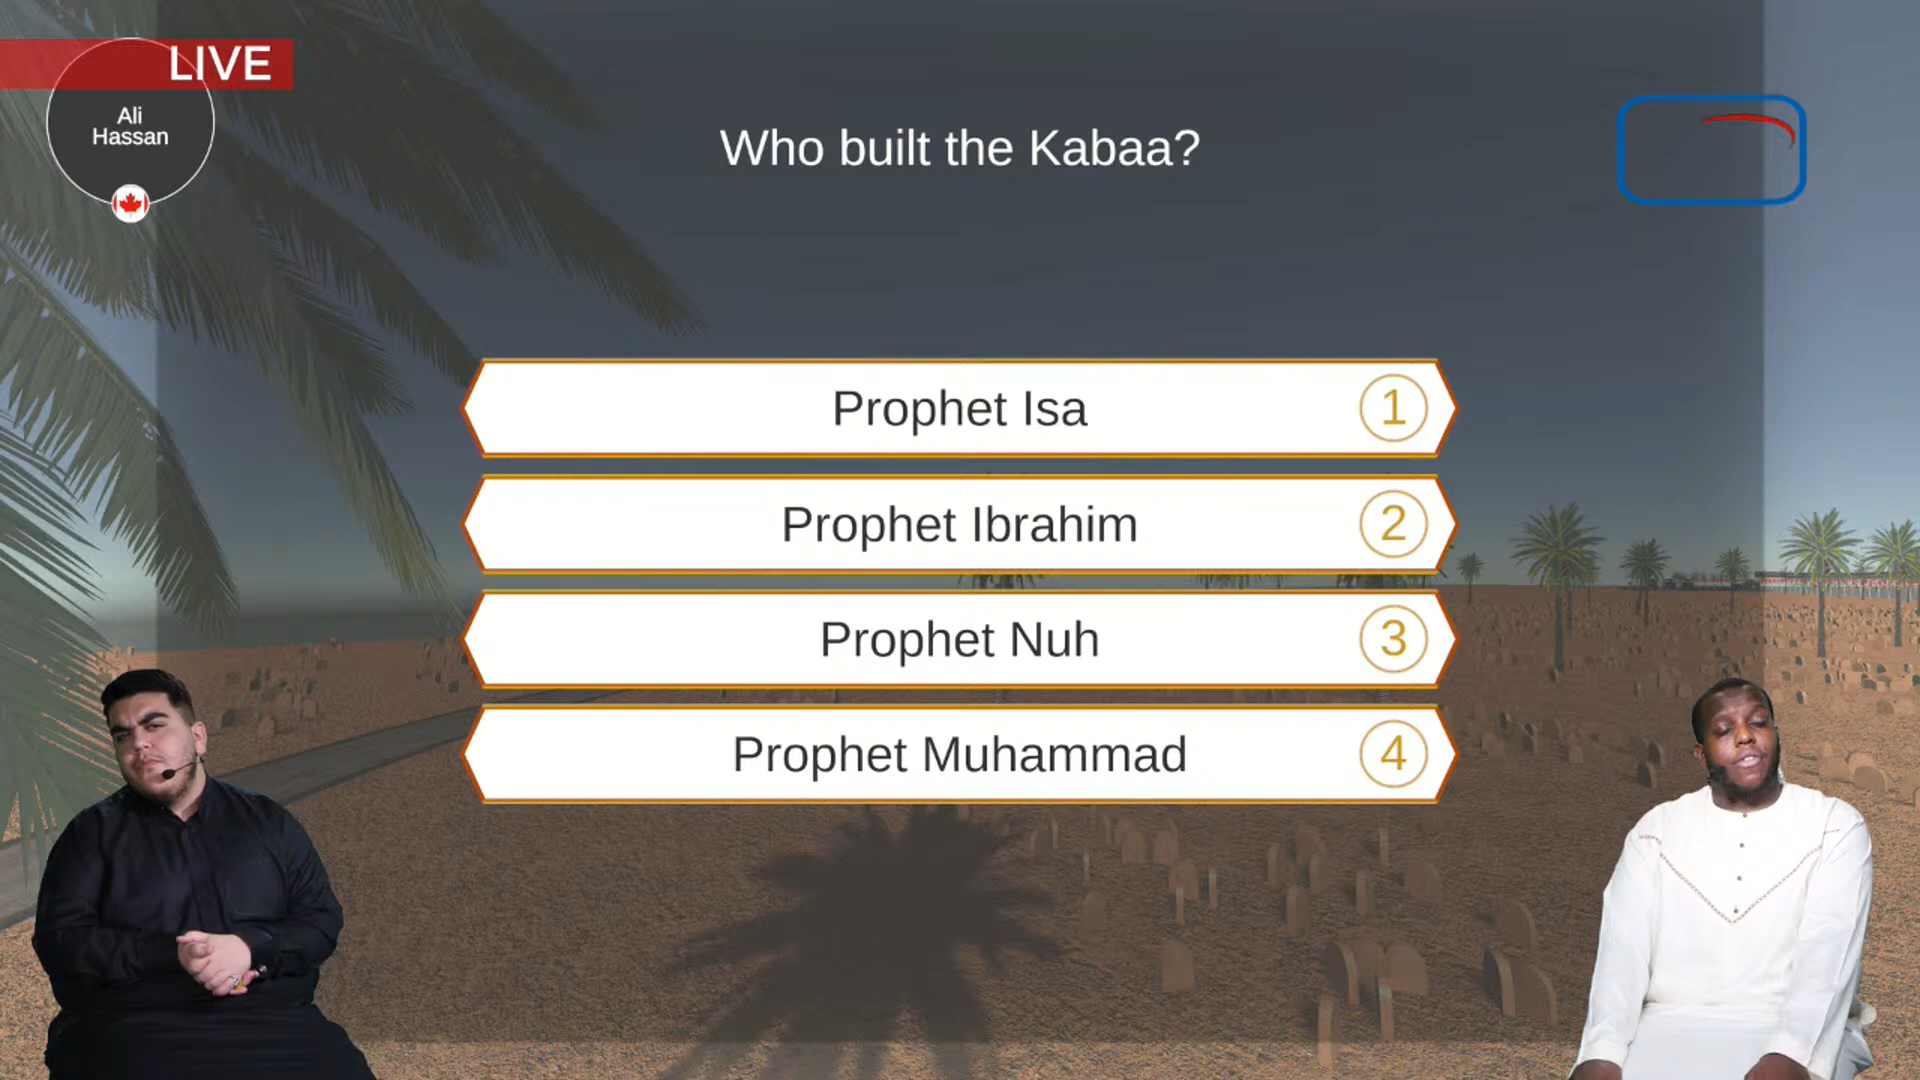 LIVE
Ali
Hassan
Who built the Kabaa?
Prophet Isa 1
Prophet Ibrahim 2
Prophet Nuh 3
Prophet Muhammad 4